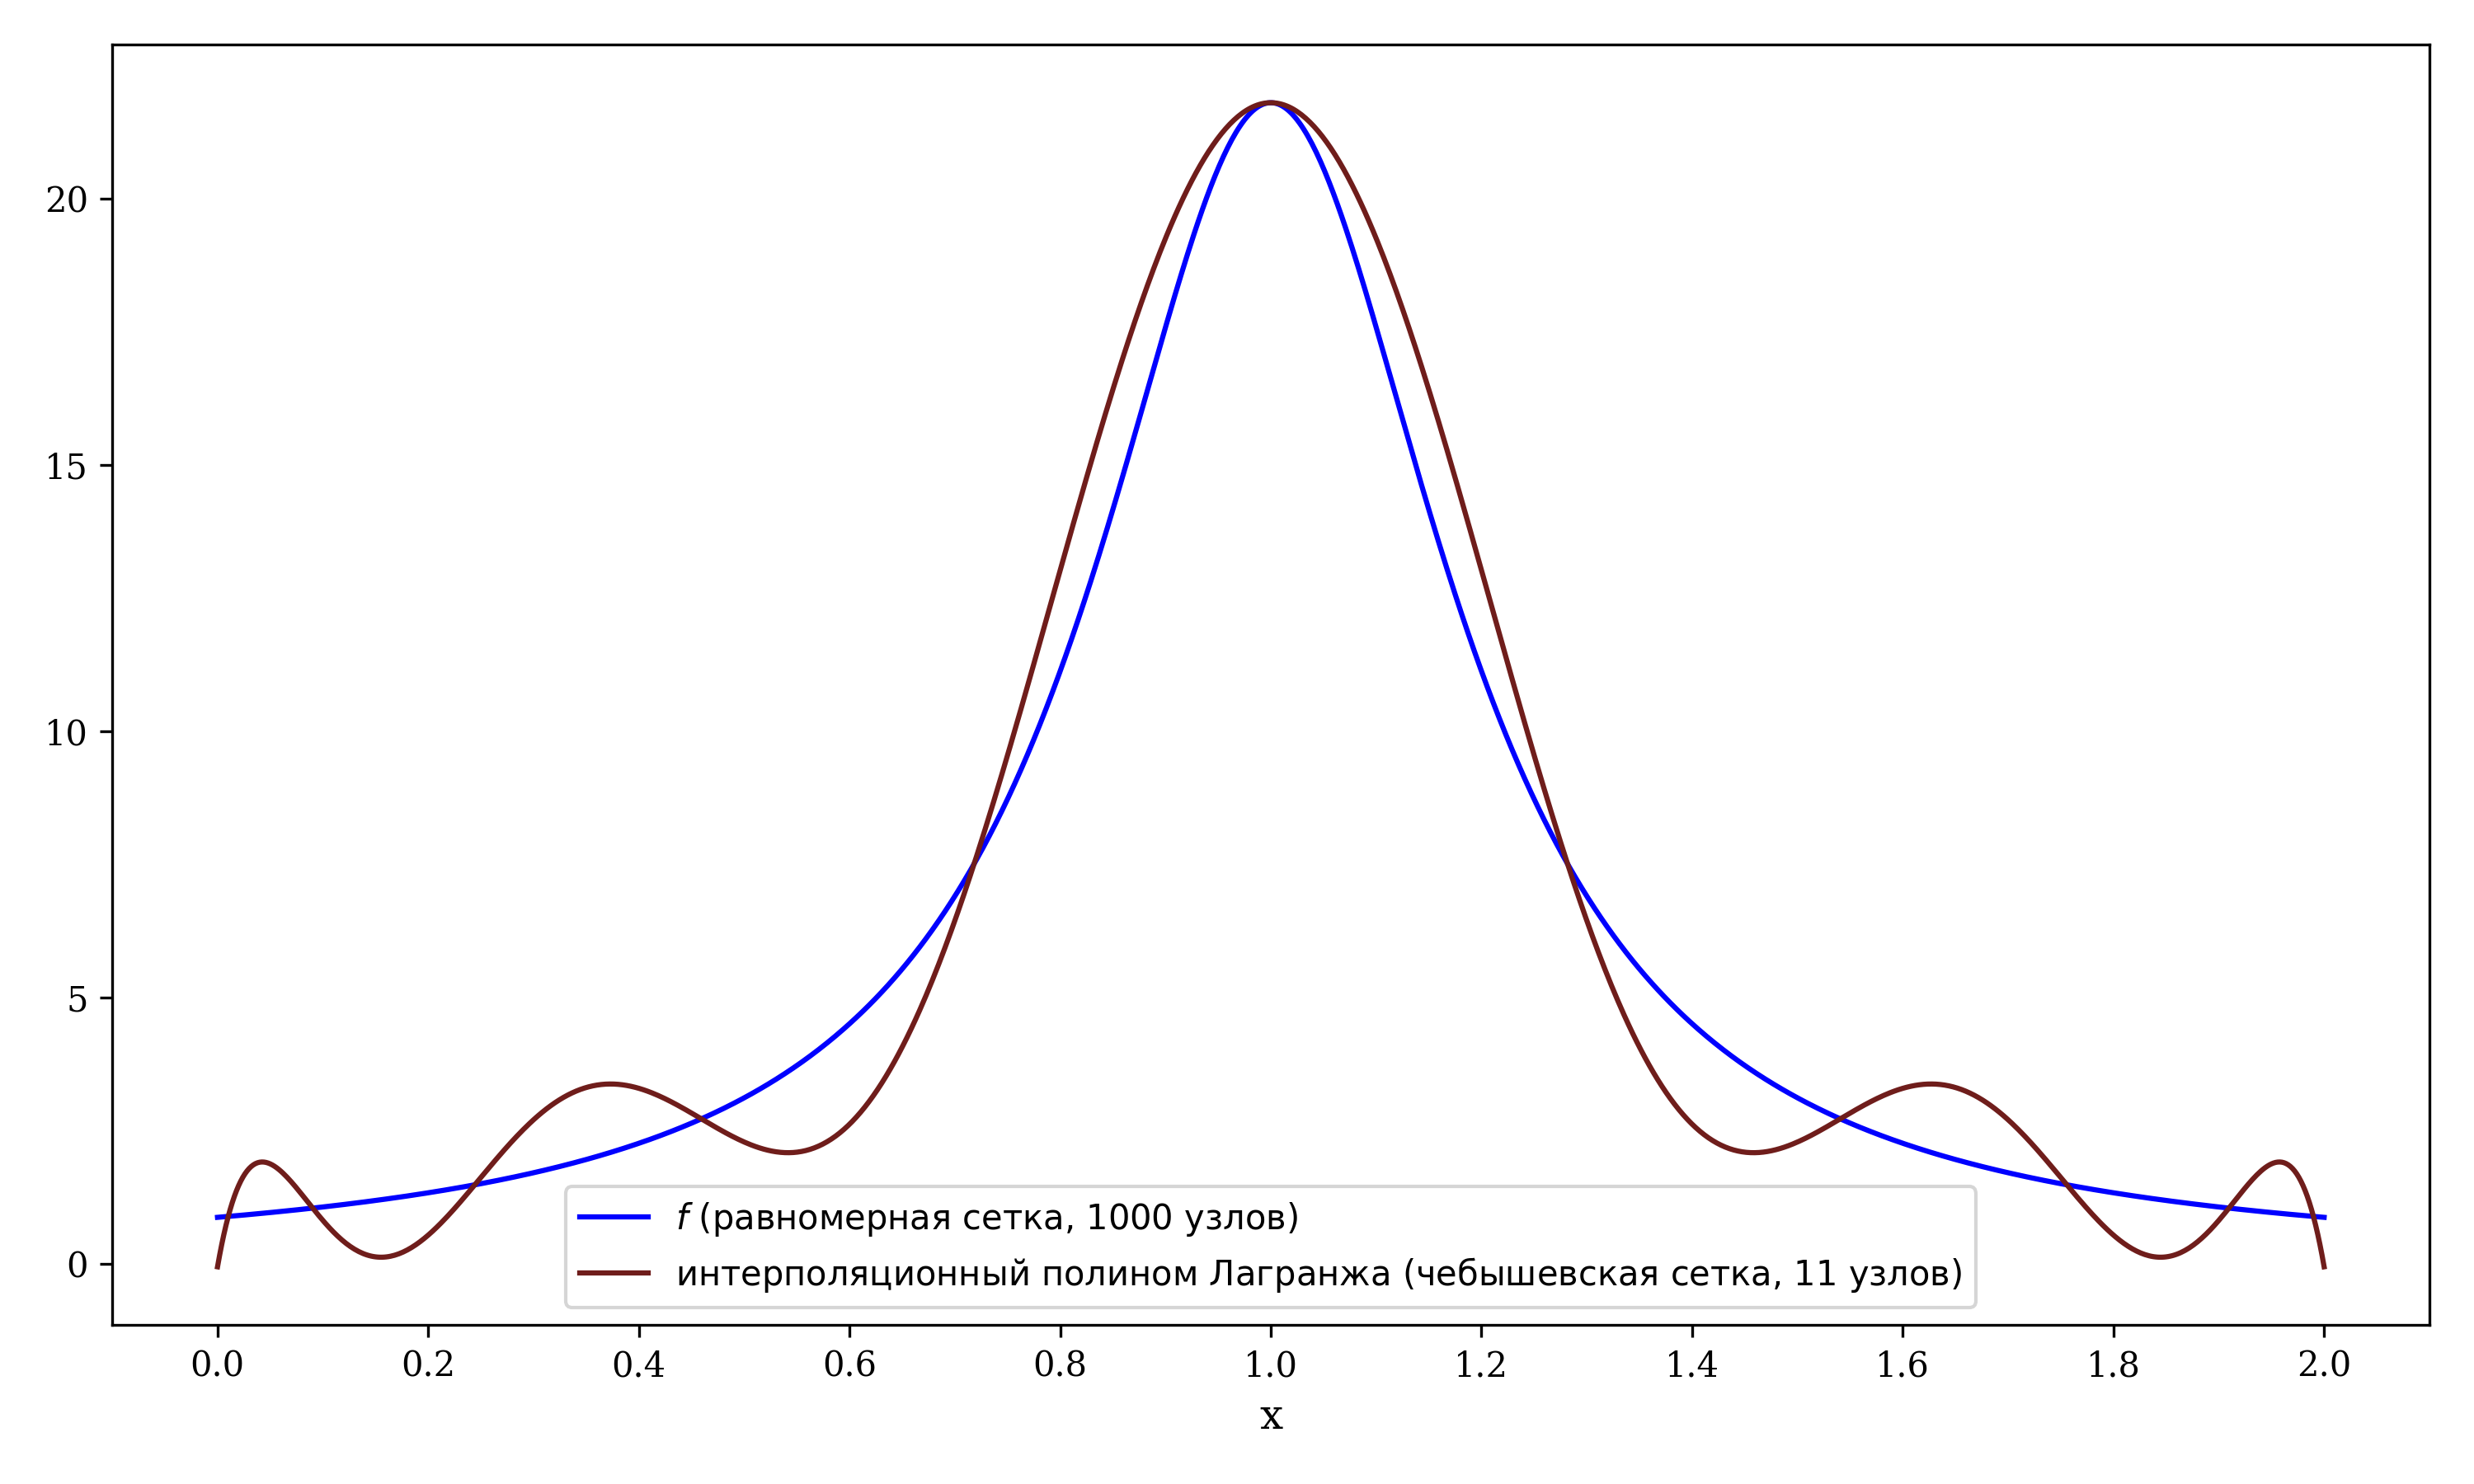 20
15
10
5
0
f (равномерная сетка, 1000 узлов)
интерполяционный полином Лагранжа (чебышевская сетка, 11 узлов)
0.0 0.2 0.4 0.6 0.8 1.0 1.2 1.4 1.6 1.8 2.0
x